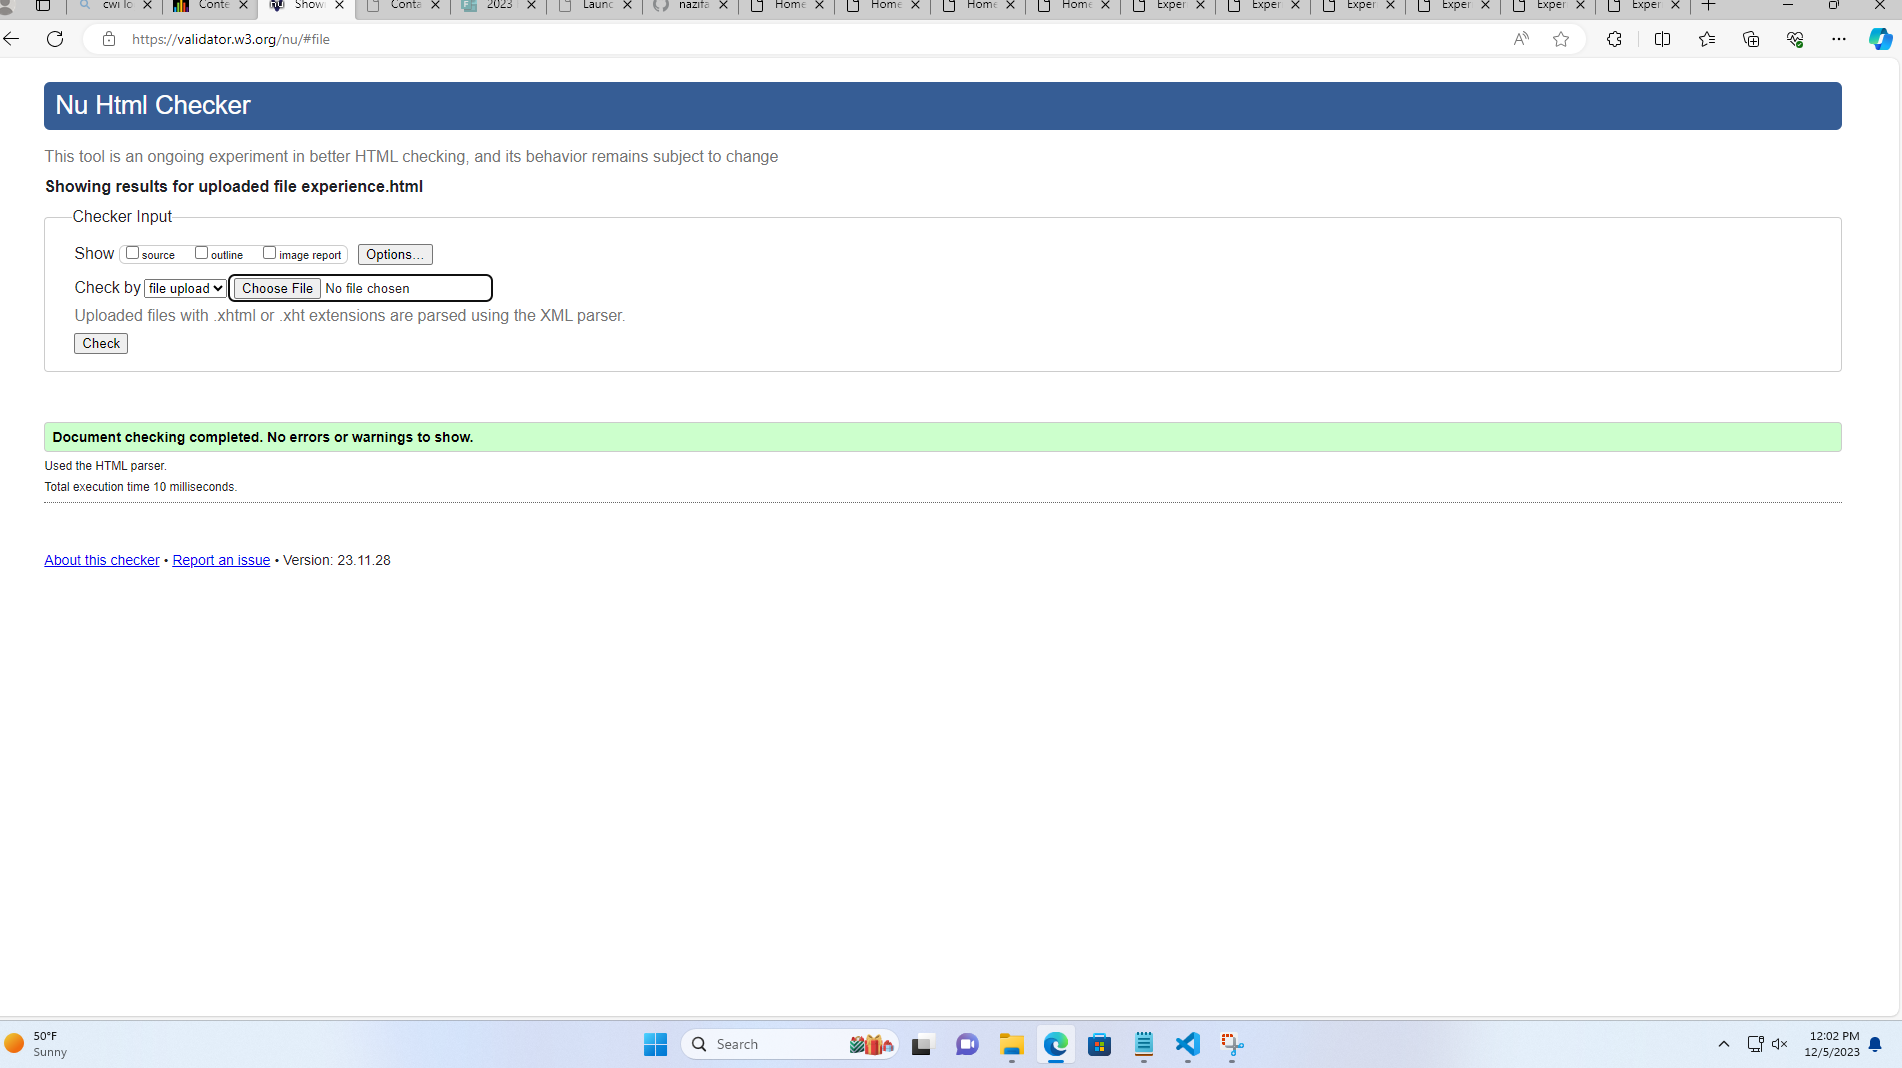 cwi lo Conte Show Conta 2023 Launc nazifa Home Home Home Home Exper Exper Experi Experi Exper Exper
https://validator.w3.org/nu/#file
Nu Html Checker
This tool is an ongoing experiment in better HTML checking, and its behavior remains subject to change
Showing results for uploaded file experience.html
Checker Input
Show source outline image report Options...
Check by file upload Choose File No file chosen
Uploaded files with .xhtml or .xht extensions are parsed using the XML parser.
Check
Document checking completed. No errors or warnings to show.
Used the HTML parser.
Total execution time 10 milliseconds.
About this checker • Report an issue • Version: 23.11.28
50°F
Sunny
Search
12:02 PM
12/5/2023